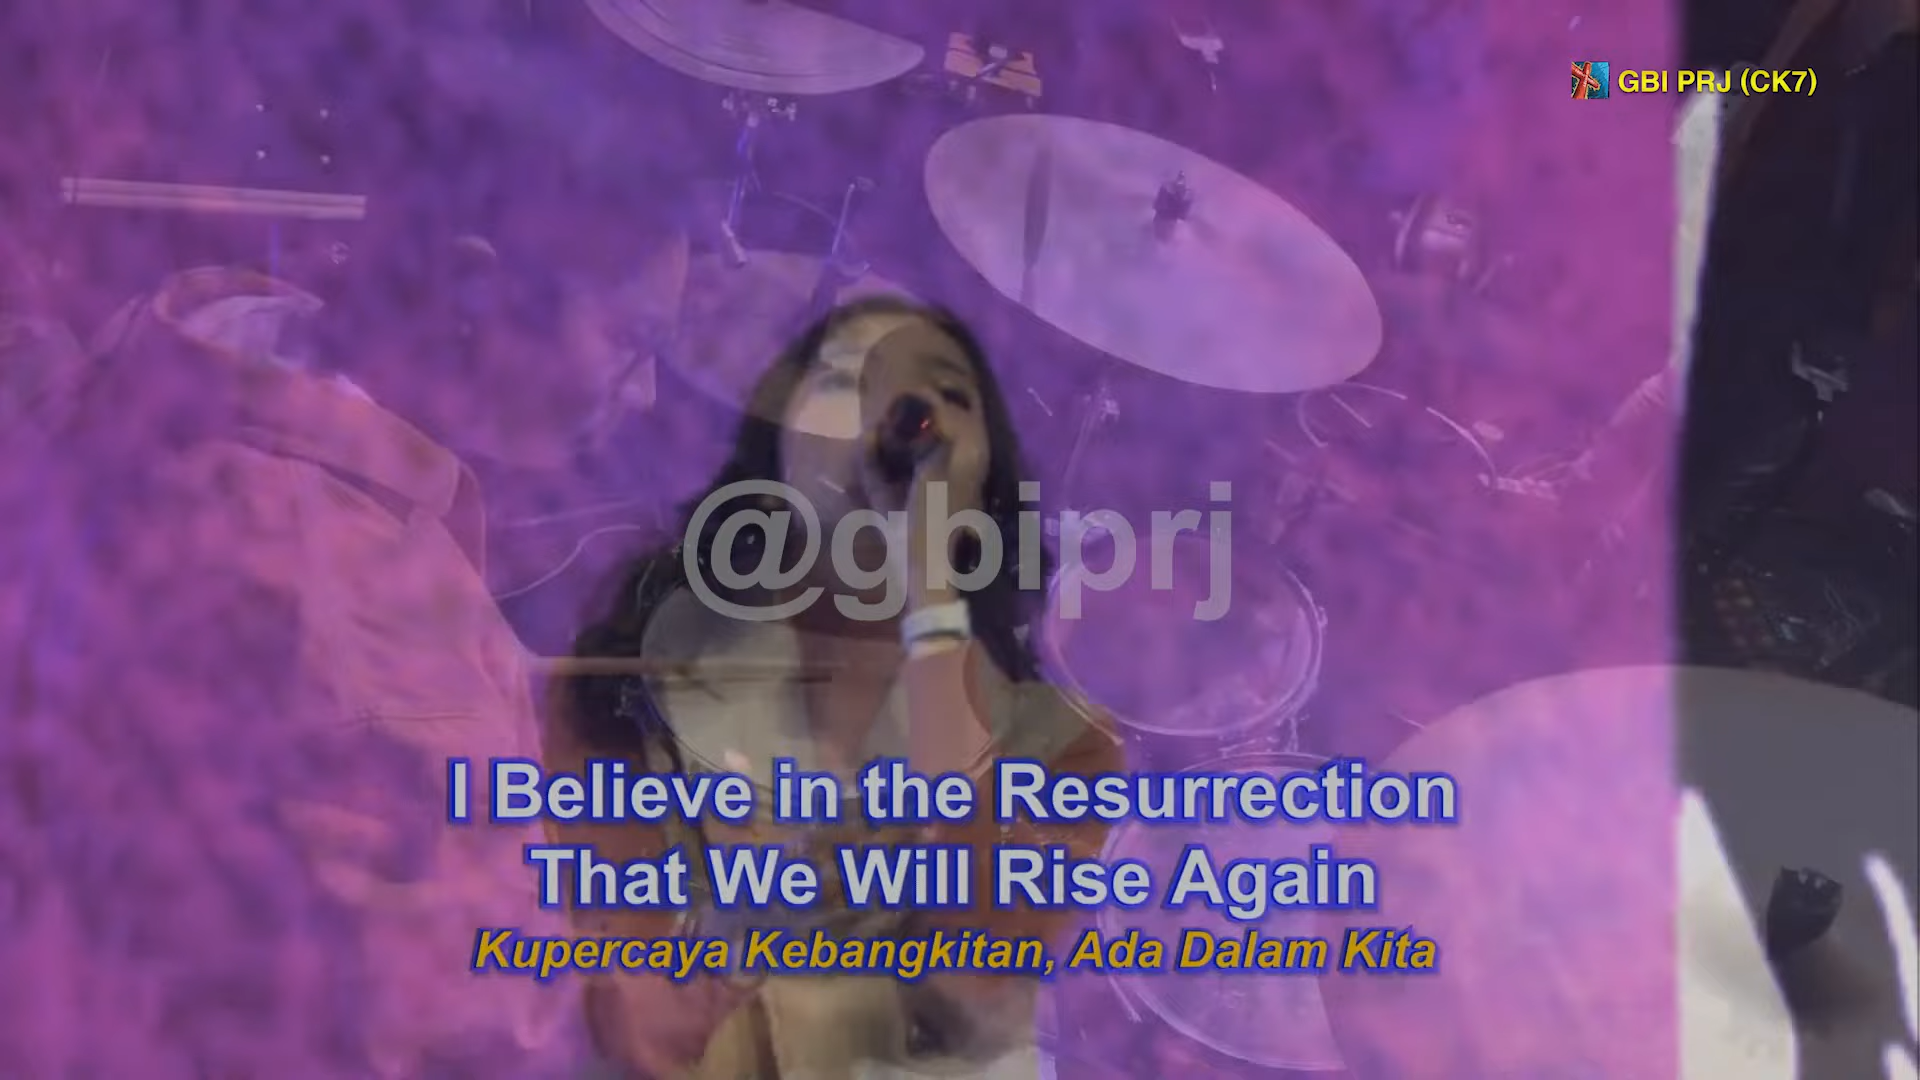 GBI PRJ (CK7)
@gbiprj
I Believe in the Resurrection
That We Will Rise Again
Kupercaya Kebangkitan, Ada Dalam Kita